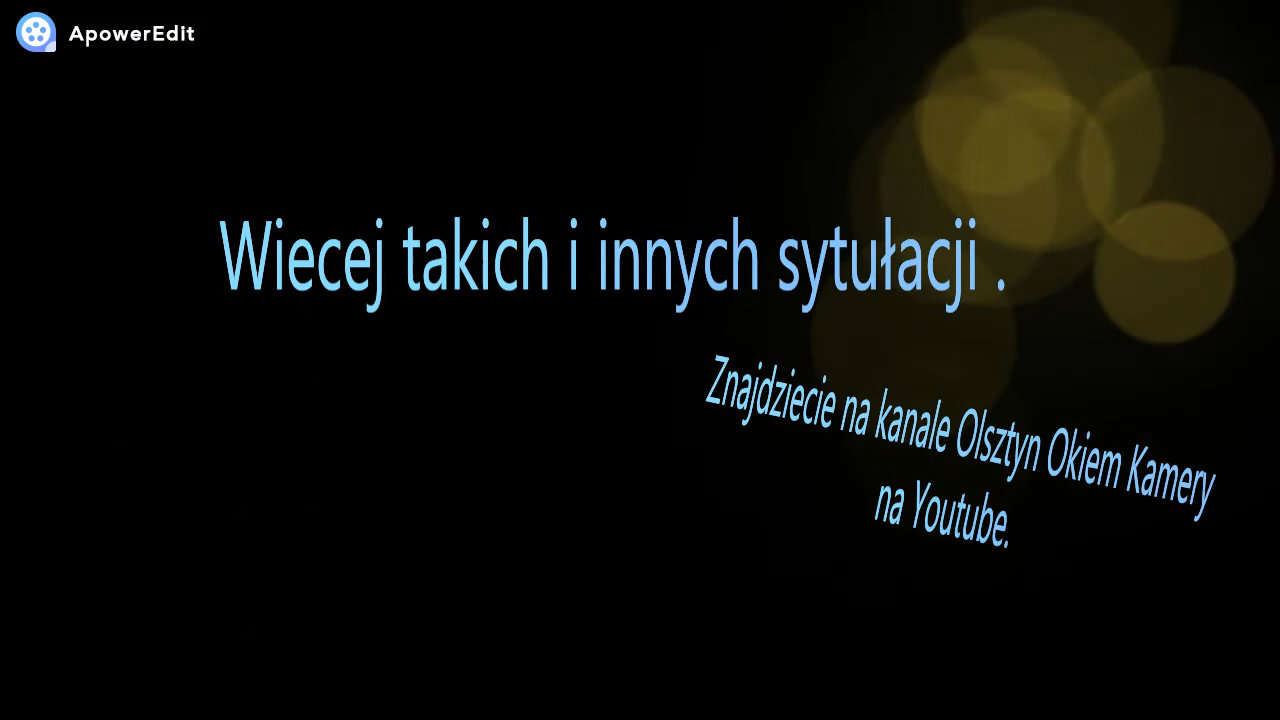 ApowerEdit
Wiecej takich i innych sytułacji .
Znajdziecie na kanale Olsztyn Okiem Kamery
na Youtube.